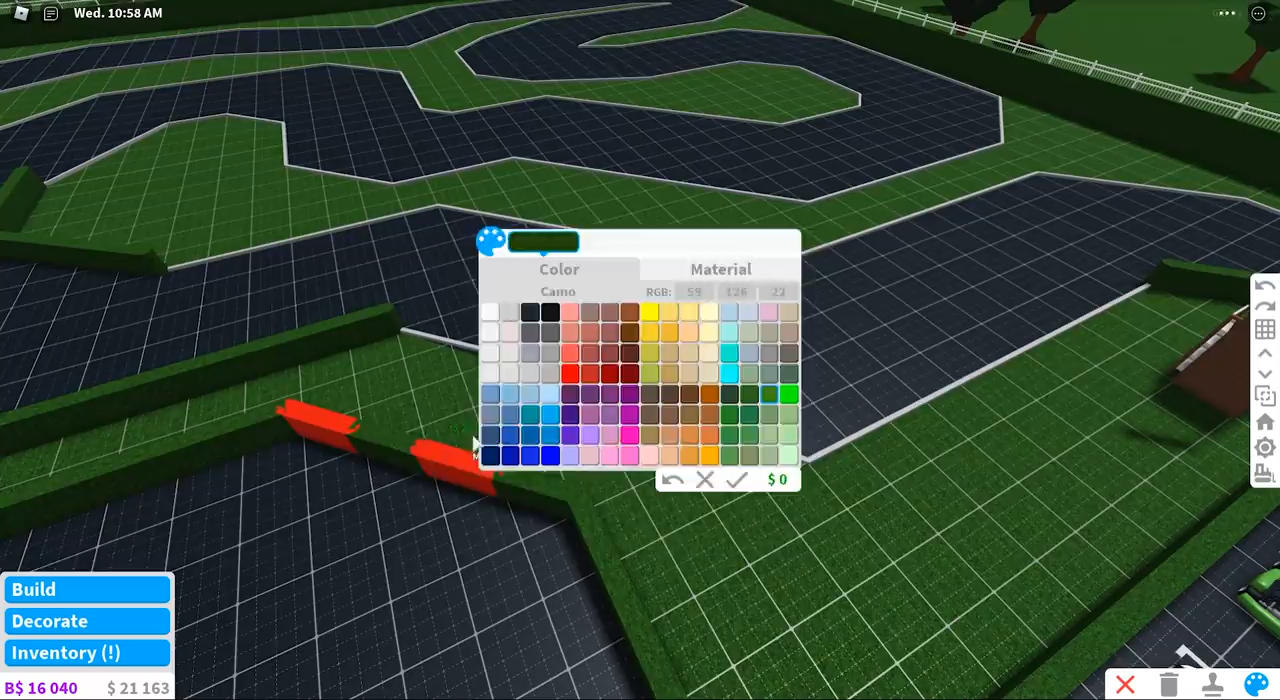 Wed. 10:58 AM
Color
Material
Camo
RGB: 59 126 22
$ 0
Build
Decorate
Inventory (!)
B$ 16 040 $ 21 163